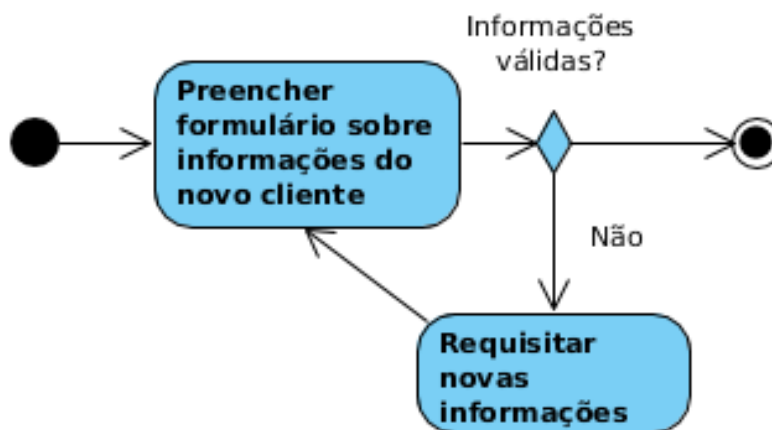 Informações
válidas?
Preencher
formulário sobre
informações do
novo cliente
Não
Requisitar
novas
informações